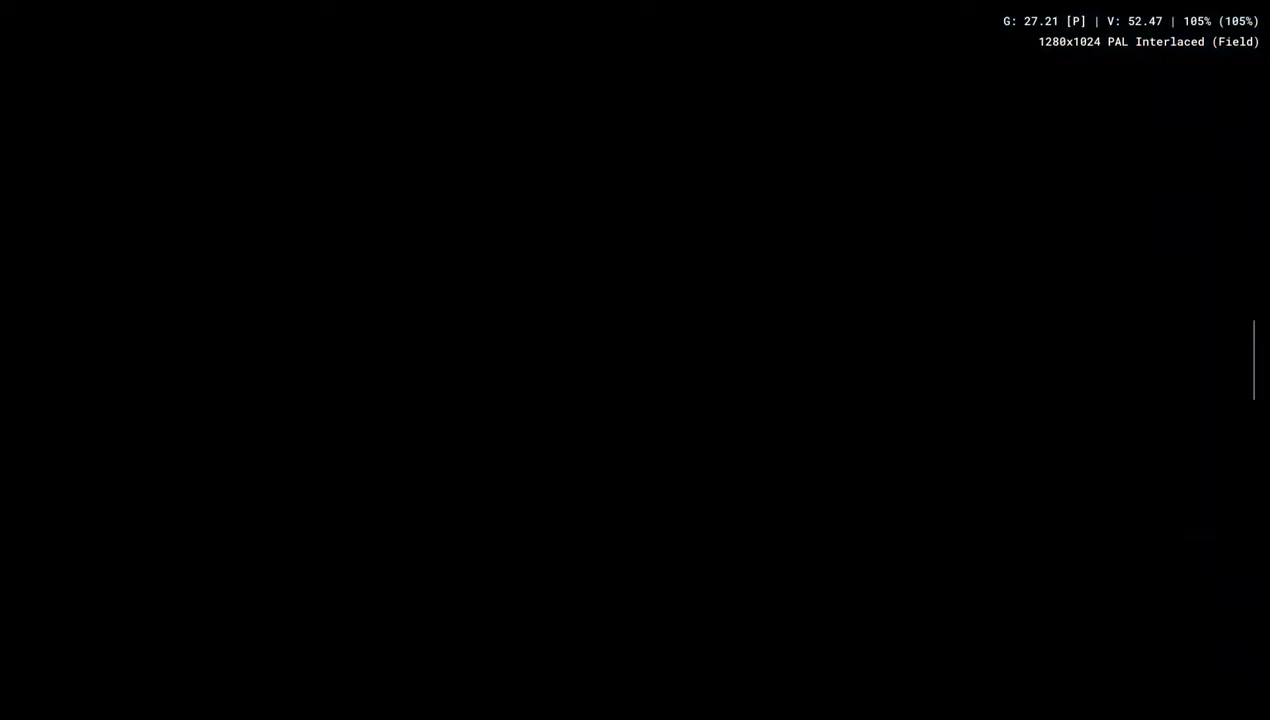 G: 27.21 [P] | V: 52.47 | 105% (105%)
1280x1024 PAL Interlaced (Field)